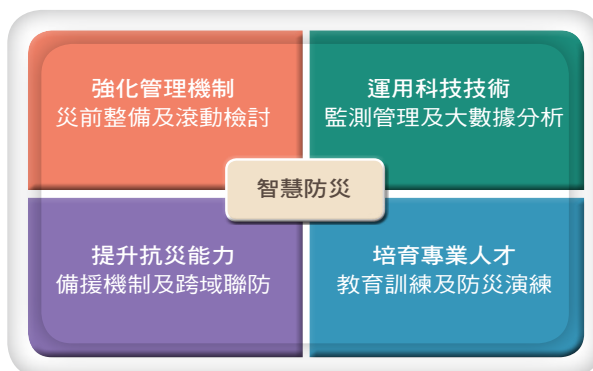 強化管理機制
災前整備及滾動檢討
運用科技技術
監測管理及大數據分析
智慧防災
提升抗災能力
備援機制及跨域聯防
培育專業人才
教育訓練及防災演練